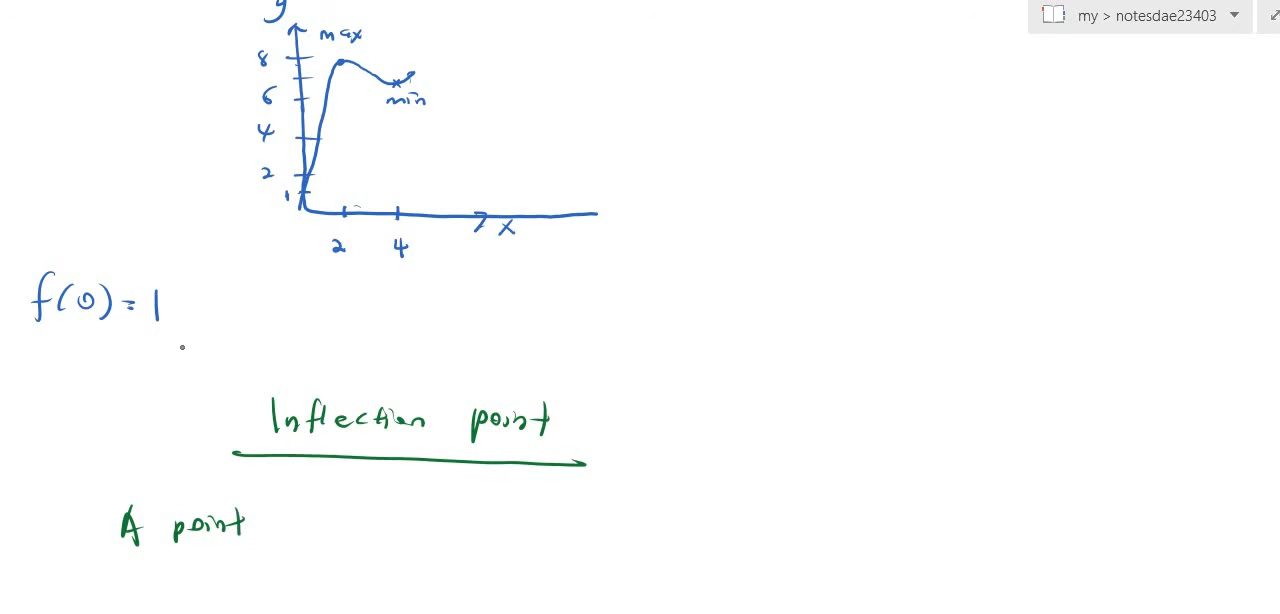 my > notesdae23403
y
max
8
6
min
4
2
1
x
2 4
f(0) = 1
Inflection point
A point